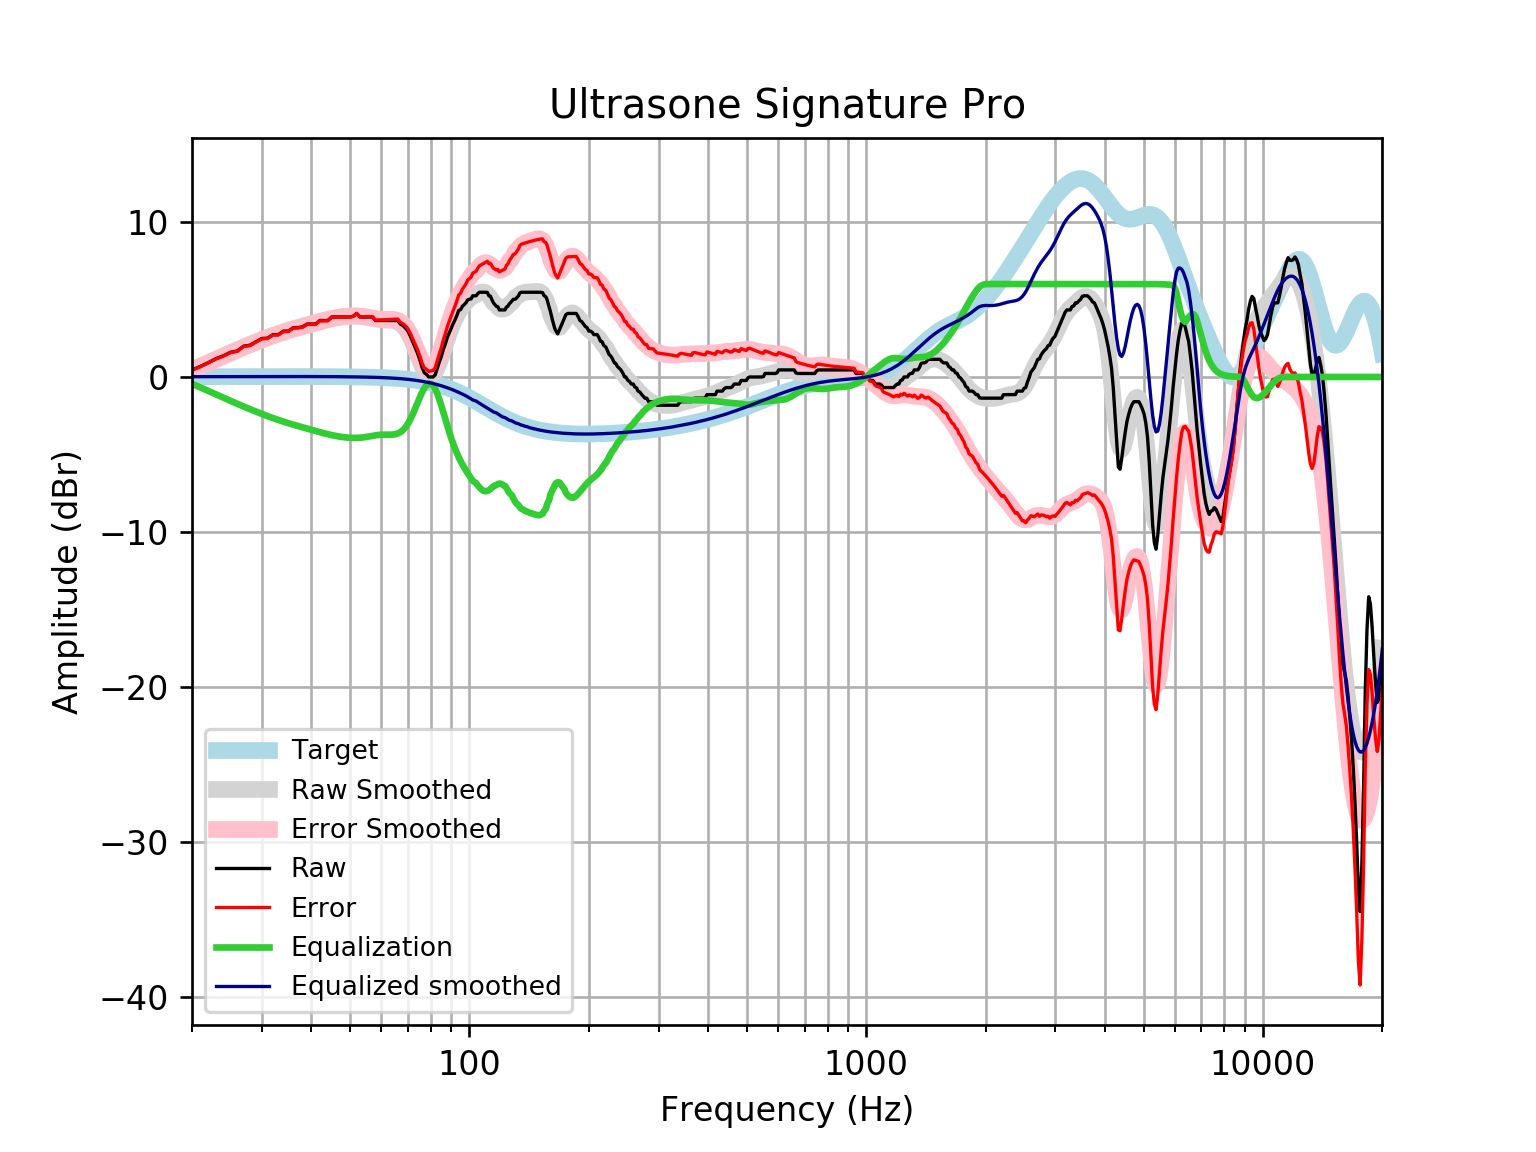 Ultrasone Signature Pro
Amplitude (dBr)
10
0
−10
−20
−30
−40
Target
Raw Smoothed
Error Smoothed
Raw
Error
Equalization
Equalized smoothed
100
1000
10000
Frequency (Hz)